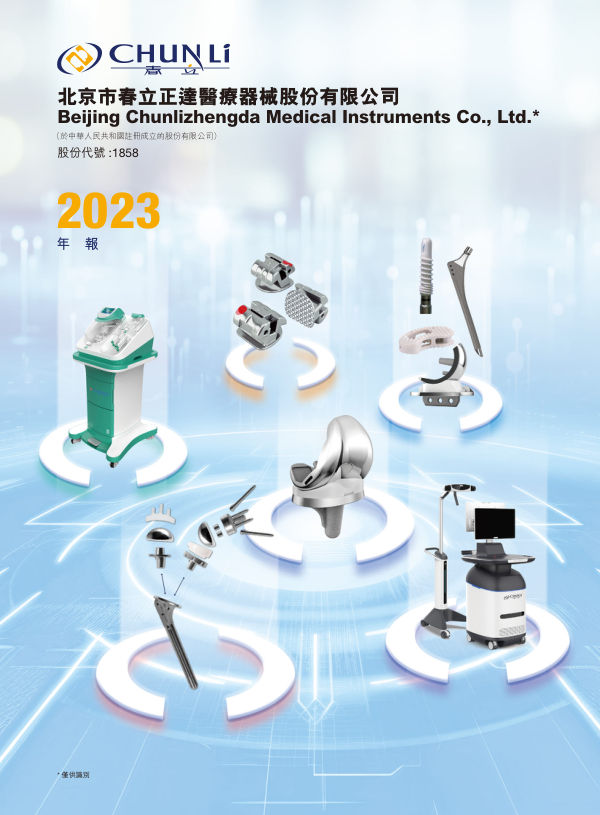 CHUNLi
春立
北京市春立正達醫療器械股份有限公司
Beijing Chunlizhengda Medical Instruments Co., Ltd.*
（於中華人民共和國註冊成立的股份有限公司）
股份代號 :1858
2023
年 報
* 僅供識別